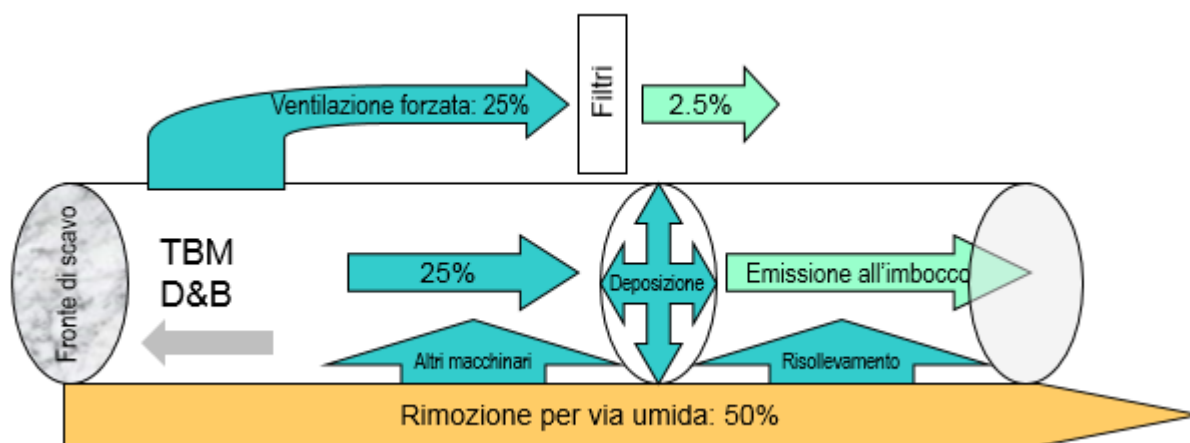 Ventilazione forzata: 25%
Filtri
2.5%
Fronte di scavo
TBM
D&B
25%
Deposizione
Emissione all'imbocco
Altri macchinari
Risollevamento
Rimozione per via umida: 50%